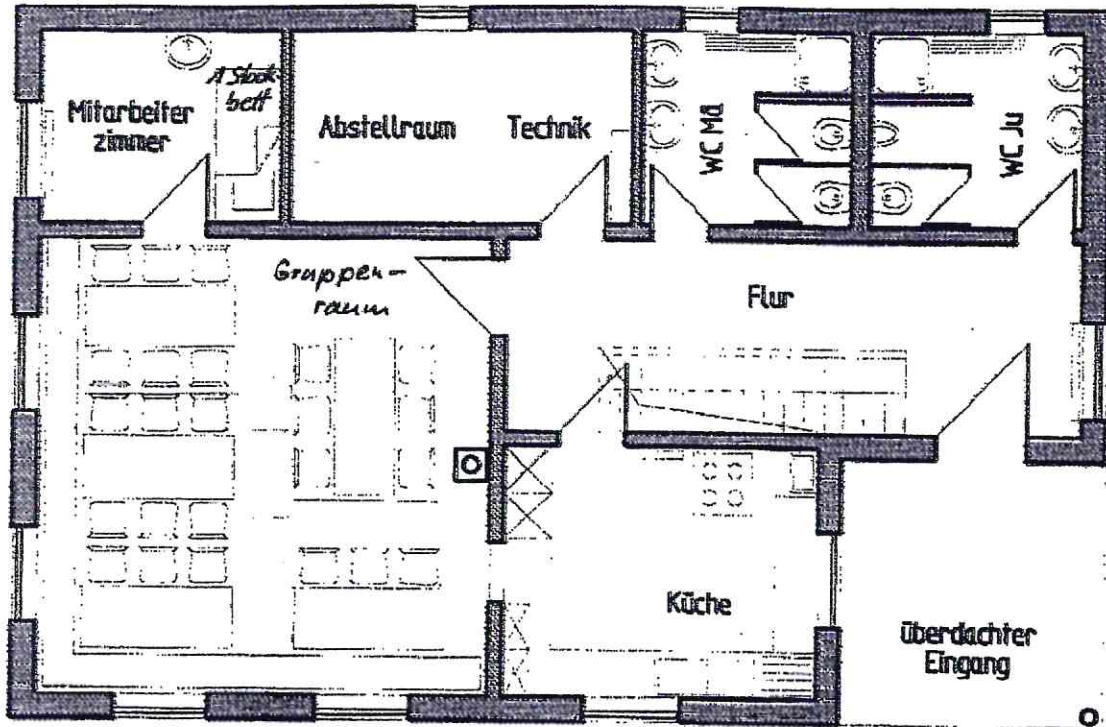 Mitarbeiter
zimmer
1 Stock-
bett
Abstellraum
Technik
WC Mä
WC Ju
Gruppen-
raum
Flur
Küche
überdachter
Eingang